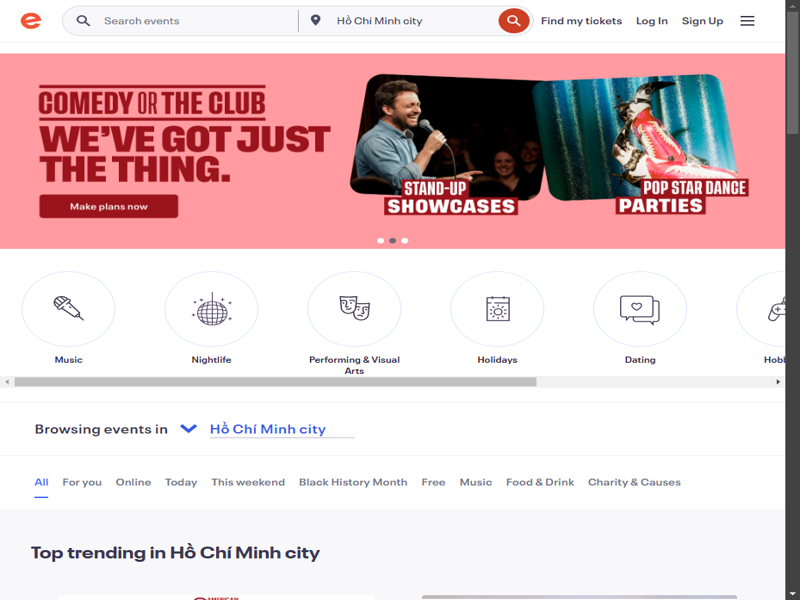 Search events
Hồ Chí Minh city
Find my tickets
Log In
Sign Up
COMEDY OR THE CLUB
WE'VE GOT JUST
THE THING.
Make plans now
STAND-UP
SHOWCASES
POP STAR DANCE
PARTIES
Music
Nightlife
Performing & Visual
Arts
Holidays
Dating
Browsing events in
Hồ Chí Minh city
All
For you
Online
Today
This weekend
Black History Month
Free
Music
Food & Drink
Charity & Causes
Top trending in Hồ Chí Minh city
AMERICAN